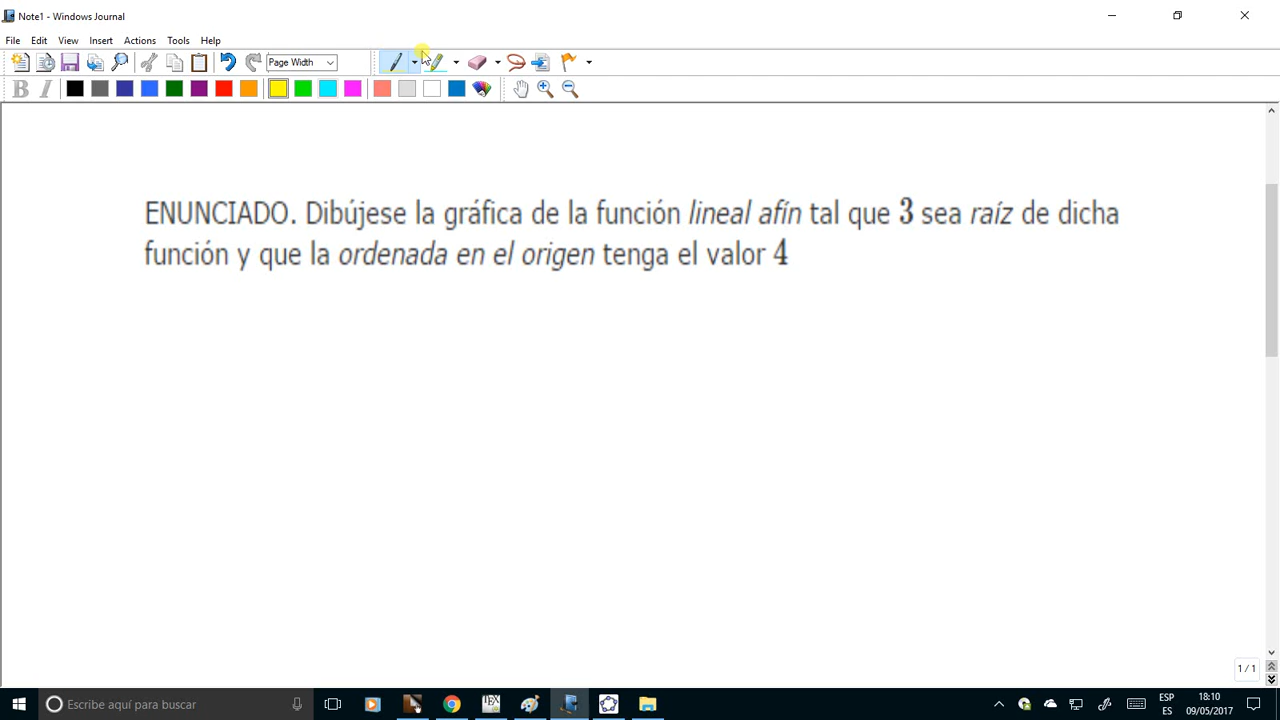 Note1 - Windows Journal
File Edit View Insert Actions Tools Help
Page Width
B I
ENUNCIADO. Dibújese la gráfica de la función lineal afín tal que 3 sea raíz de dicha
función y que la ordenada en el origen tenga el valor 4
1 / 1
Escribe aquí para buscar
TEX
ESP
ES
18:10
09/05/2017